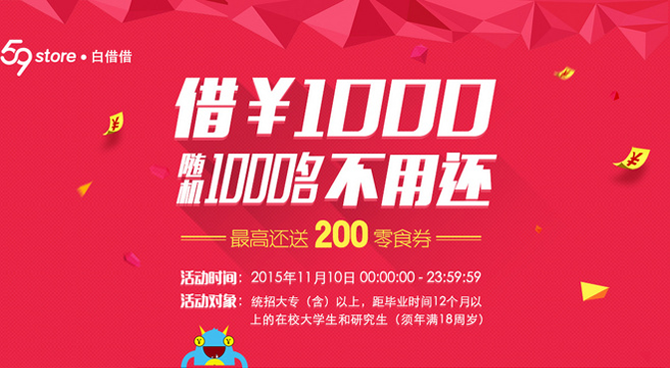 59store • 白借借
借¥1000
随机1000名不用还
最高还送200零食券
活动时间：2015年11月10日 00:00:00 - 23:59:59
活动对象：统招大专（含）以上，距毕业时间12个月以
上的在校大学生和研究生（须年满18周岁）
¥
¥